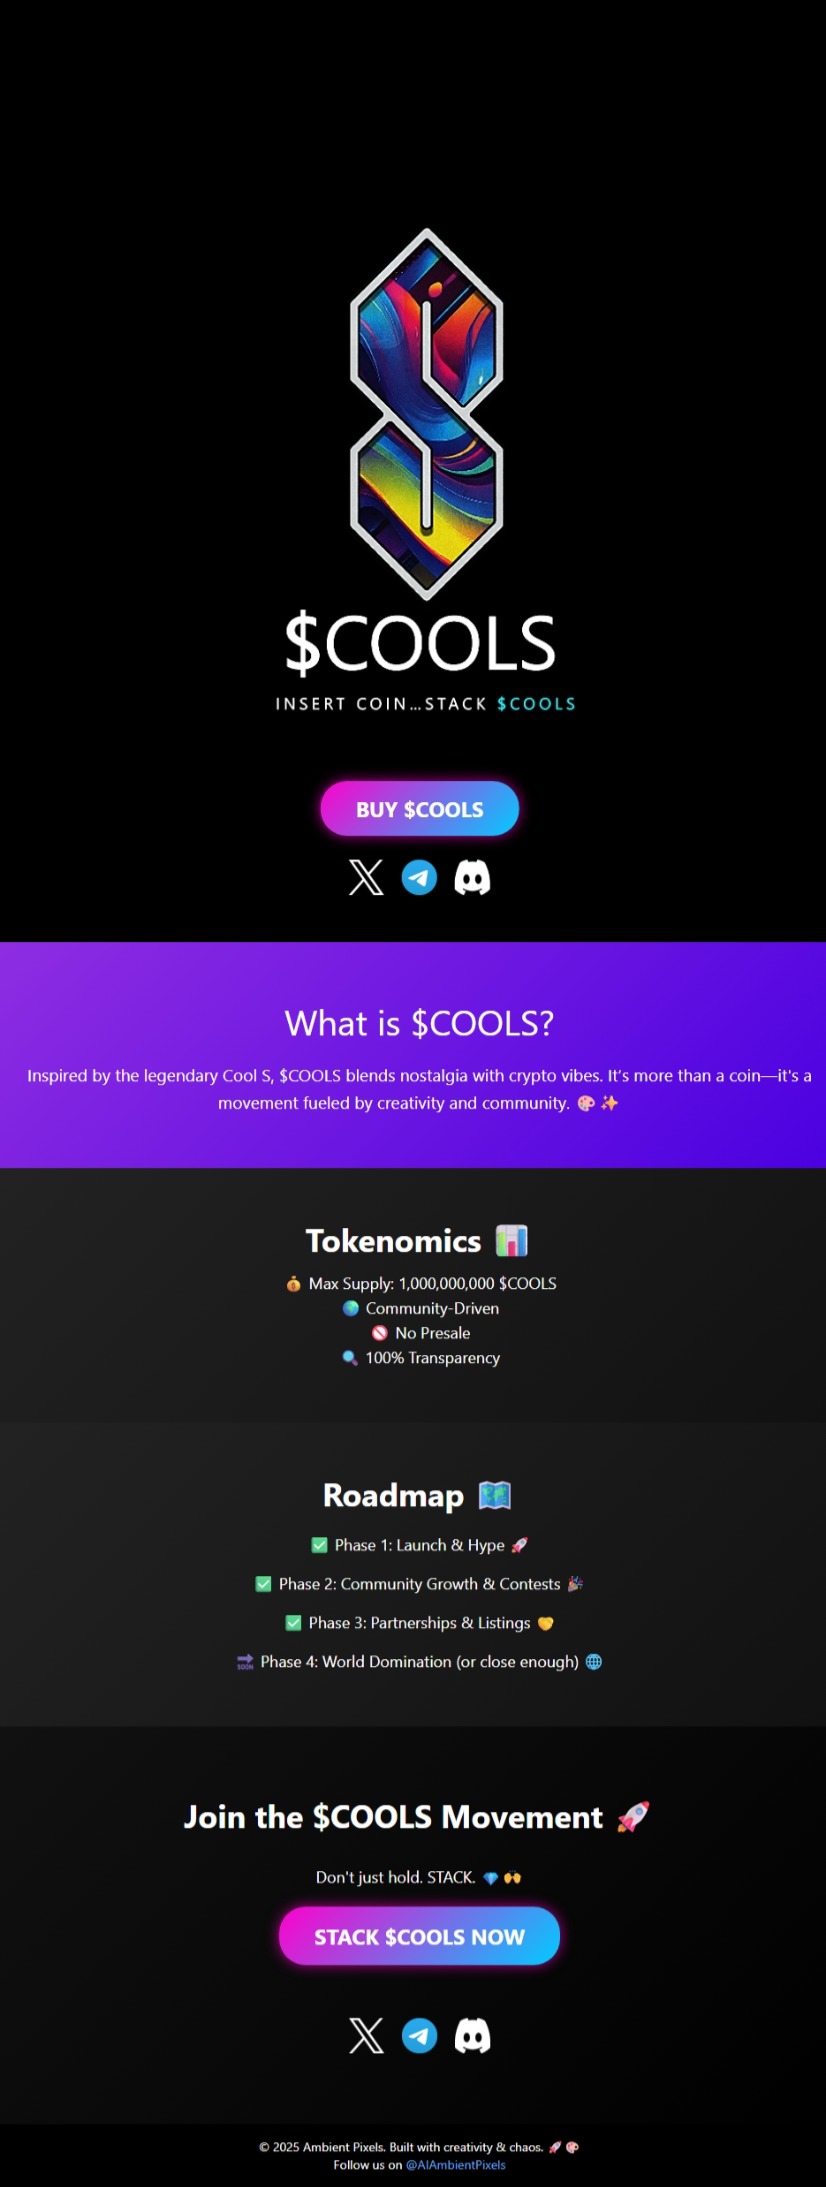 $COOLS
INSERT COIN...STACK $COOLS
BUY $COOLS
What is $COOLS?
Inspired by the legendary Cool S, $COOLS blends nostalgia with crypto vibes. It’s more than a coin—it's a
movement fueled by creativity and community. 🎨 ✨
Tokenomics 📊
💰 Max Supply: 1,000,000,000 $COOLS
🌍 Community-Driven
🚫 No Presale
🔍 100% Transparency
Roadmap 🗺️
✅ Phase 1: Launch & Hype 🚀
✅ Phase 2: Community Growth & Contests 🎉
✅ Phase 3: Partnerships & Listings 🤝
🔜 Phase 4: World Domination (or close enough) 🌐
Join the $COOLS Movement 🚀
Don't just hold. STACK. 💎 🙌
STACK $COOLS NOW
© 2025 Ambient Pixels. Built with creativity & chaos. 🚀 🎨
Follow us on @AIAmbientPixels